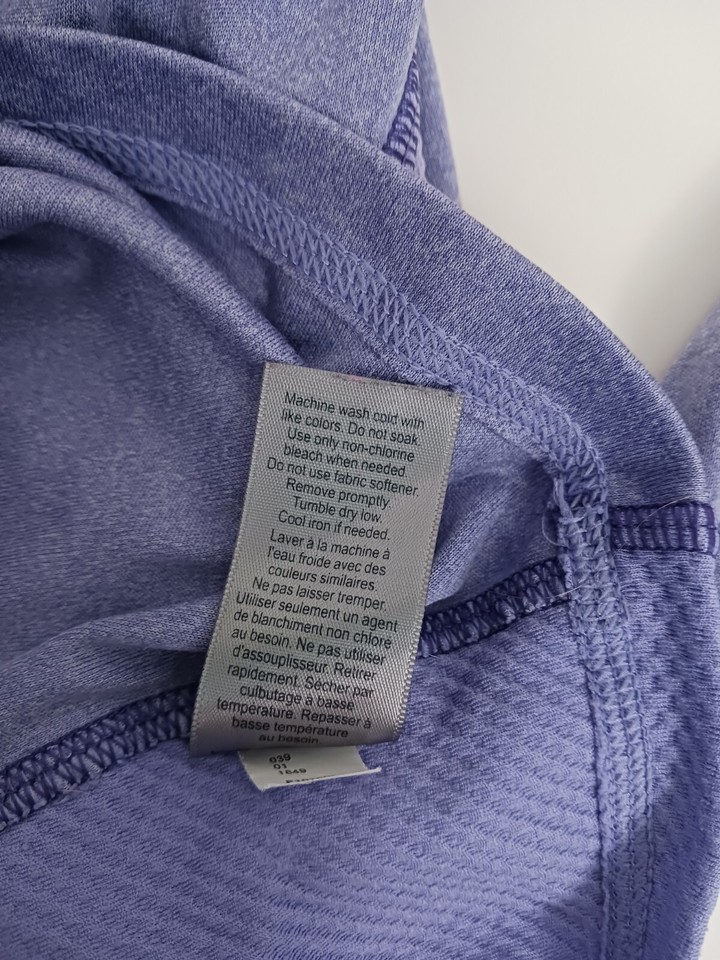 Machine wash cold with
like colors. Do not soak.
Use only non-chlorine
bleach when needed.
Do not use fabric softener.
Remove promptly.
Tumble dry low.
Cool iron if needed.
Laver à la machine à
l'eau froide avec des
couleurs similaires.
Ne pas laisser tremper.
Utiliser seulement un agent
de blanchiment non chloré
au besoin. Ne pas utiliser
d'assouplisseur. Retirer
rapidement. Sécher par
culbutage à basse
température. Repasser à
basse température
au besoin
039
01
1849